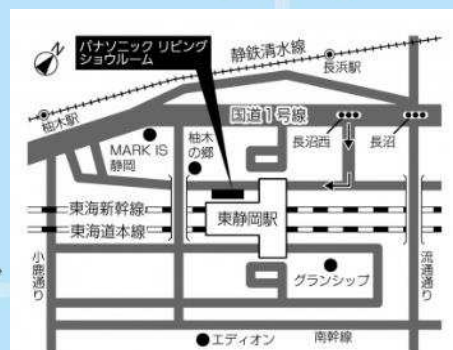 N
パナソニック リビング
ショウルーム
静鉄清水線
長浜駅
柚木駅
国道1号線
長沼西
長沼
MARK IS
静岡
柚木
の郷
東海新幹線
東海道本線
東静岡駅
小鹿通り
流通通り
グランシップ
エディオン
南幹線